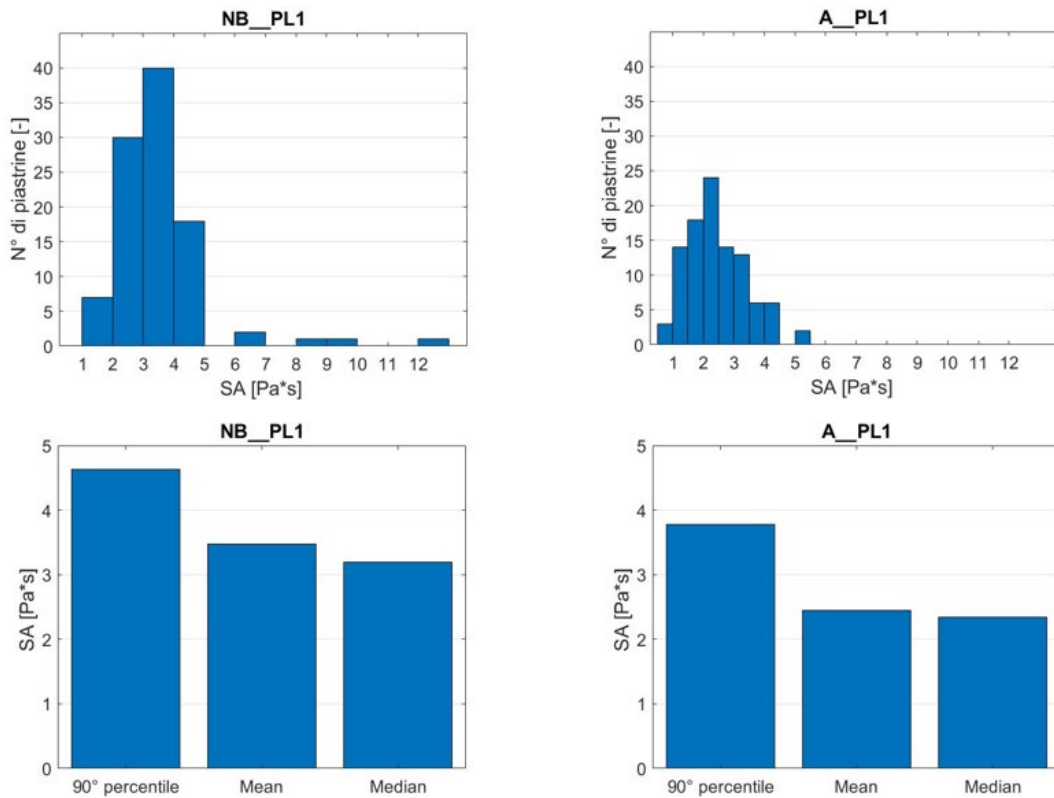 NB__PL1
N° di piastrine [-]
40
35
30
25
20
15
10
5
0
1 2 3 4 5 6 7 8 9 10 11 12
SA [Pa*s]
A__PL1
N° di piastrine [-]
40
35
30
25
20
15
10
5
0
1 2 3 4 5 6 7 8 9 10 11 12
SA [Pa*s]
NB__PL1
SA [Pa*s]
5
4
3
2
1
0
90° percentile Mean Median
A__PL1
SA [Pa*s]
5
4
3
2
1
0
90° percentile Mean Median